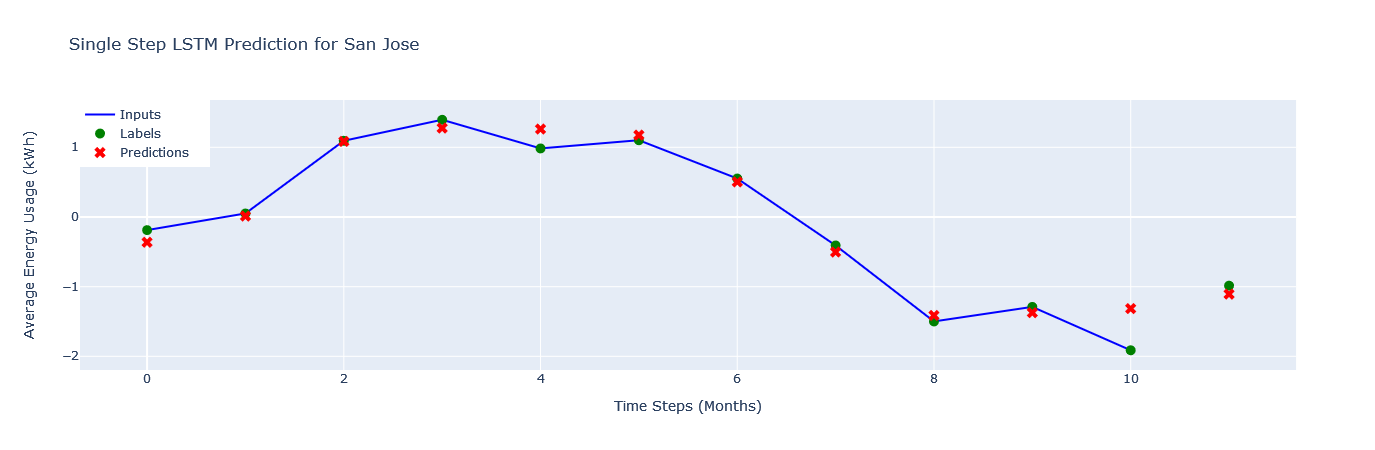 Single Step LSTM Prediction for San Jose
Inputs
Labels
Predictions
Average Energy Usage (kWh)
1
0
−1
−2
0
2
4
6
8
10
Time Steps (Months)